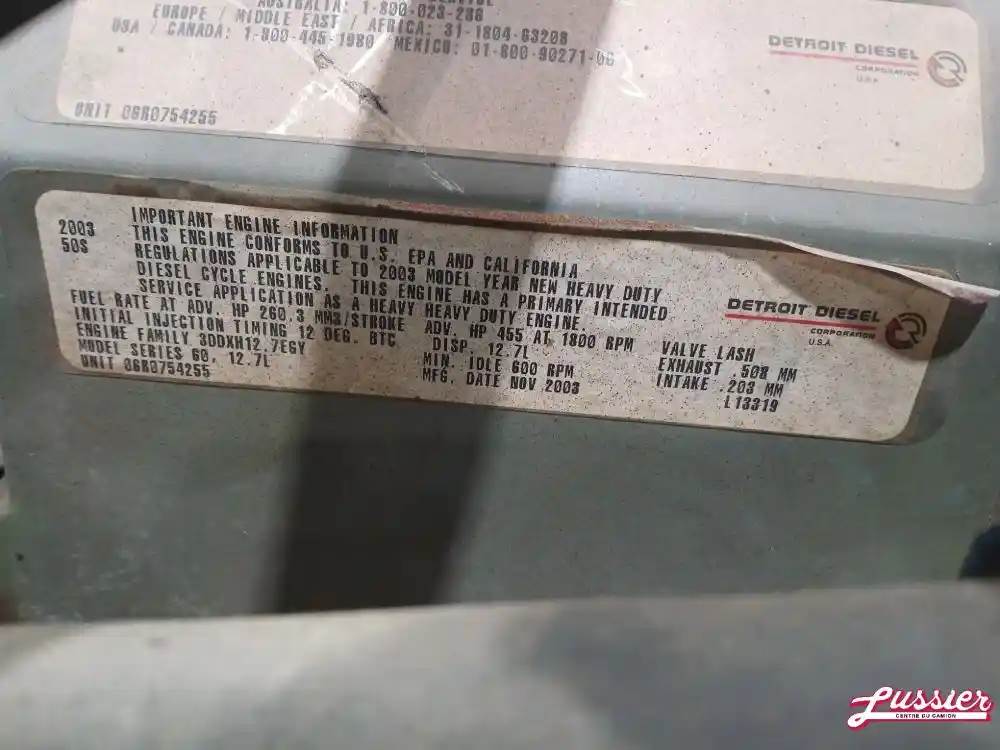 AUSTRALIA: 1-800-023-288
EUROPE / MIDDLE EAST / AFRICA: 31-1804-63208
USA / CANADA: 1-800-445-1980 / MEXICO: 01-800-90271-06
DETROIT DIESEL
CORPORATION
U.S.A.
UNIT 06R0754255
2003
50S
IMPORTANT ENGINE INFORMATION
THIS ENGINE CONFORMS TO U.S. EPA AND CALIFORNIA
REGULATIONS APPLICABLE TO 2003 MODEL YEAR NEW HEAVY DUTY
DIESEL CYCLE ENGINES. THIS ENGINE HAS A PRIMARY INTENDED
SERVICE APPLICATION AS A HEAVY HEAVY DUTY ENGINE.
FUEL RATE AT ADV. HP 260.3 MM3/STROKE ADV. HP 455 AT 1800 RPM
INITIAL INJECTION TIMING 12 DEG. BTC DISP. 12.7L
ENGINE FAMILY 3DDXH12.7EGY MIN. IDLE 600 RPM
MODEL SERIES 60, 12.7L MFG. DATE NOV 2003
UNIT 06R0754255
VALVE LASH
EXHAUST .508 MM
INTAKE .203 MM
L13319
DETROIT DIESEL
CORPORATION
U.S.A.
Lussier
CENTRE DU CAMION